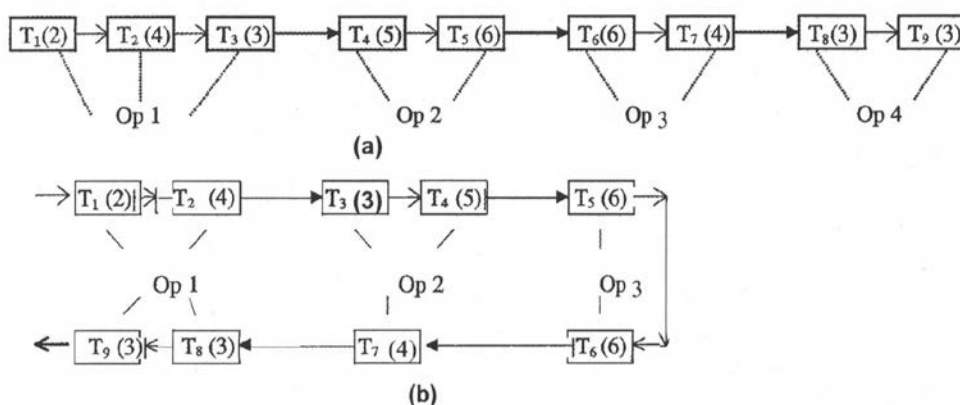 T₁(2) T₂ (4) T₃ (3) T₄ (5) T₅ (6) T₆(6) T₇ (4) T₈(3) T₉ (3)
Op 1 Op 2 Op 3 Op 4
(a)
T₁ (2) T₂ (4) T₃ (3) T₄ (5) T₅ (6)
Op 1 Op 2 Op 3
T₉ (3) T₈ (3) T₇ (4) T₆ (6)
(b)